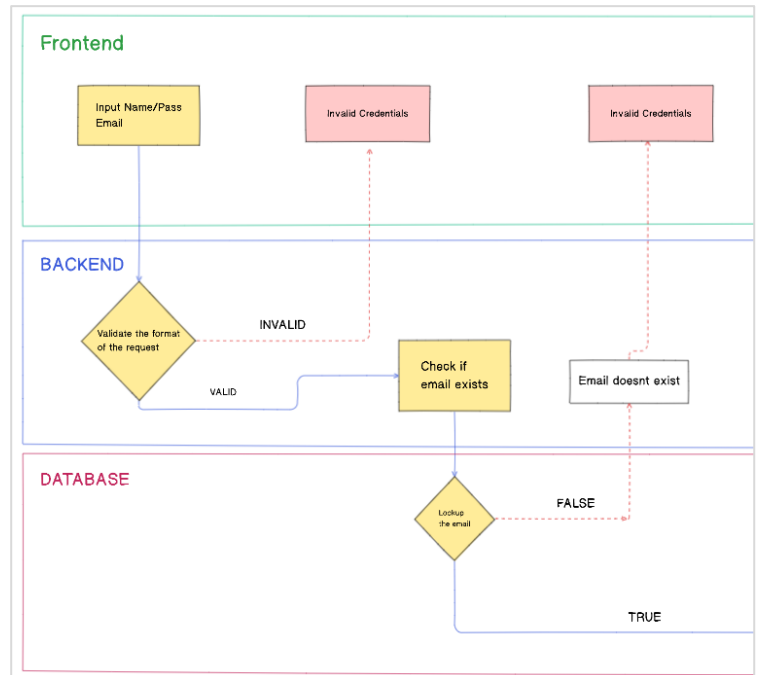 Frontend
Input Name/Pass
Email
Invalid Credentials
Invalid Credentials
BACKEND
Validate the format
of the request
INVALID
VALID
Check if
email exists
Email doesnt exist
DATABASE
Lookup
the email
FALSE
TRUE